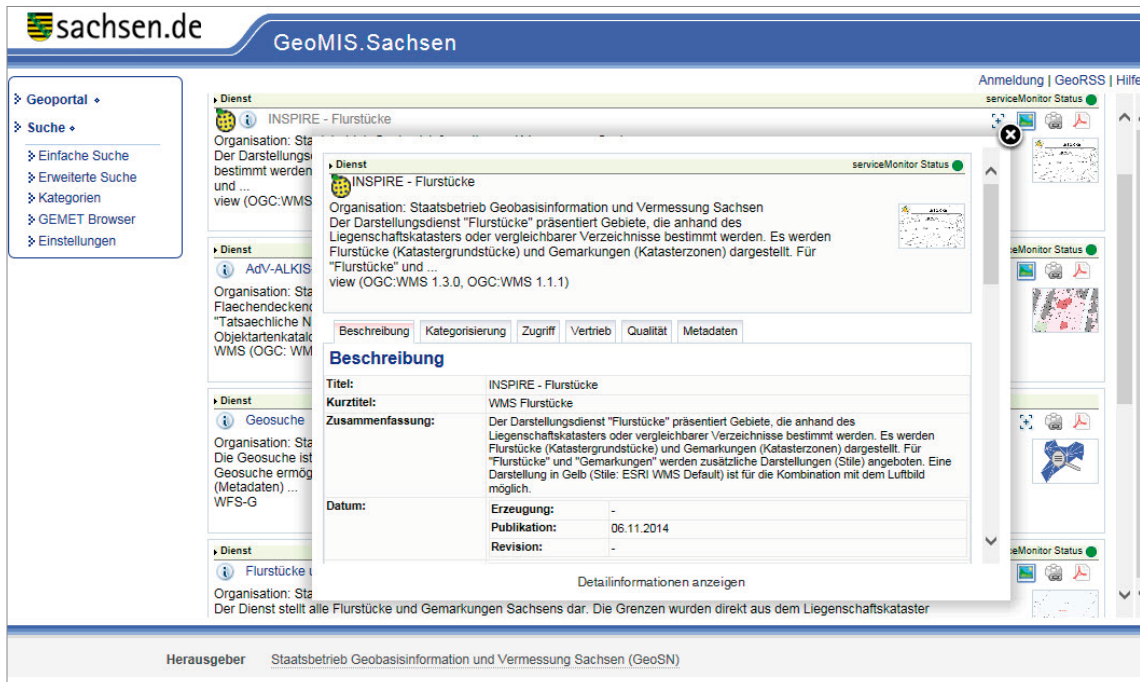 sachsen.de
GeoMIS.Sachsen
Anmeldung | GeoRSS | Hilfe
Geoportal
Suche
Einfache Suche
Erweiterte Suche
Kategorien
GEMET Browser
Einstellungen
Dienst
serviceMonitor Status
INSPIRE - Flurstücke
Organisation: Sta
Der Darstellungs
bestimmt werden
und ...
view (OGC:WMS
Dienst
eMonitor Status
AdV-ALKIS
Organisation: Sta
Flaechendecken
"Tatsaechliche N
Objektartenkatal
WMS (OGC: WM
Dienst
Geosuche
Organisation: Sta
Die Geosuche ist
Geosuche ermög
(Metadaten) ...
WFS-G
Dienst
eMonitor Status
Flurstücke u
Organisation: Sta
Der Dienst stellt alle Flurstücke und Gemarkungen Sachsens dar. Die Grenzen wurden direkt aus dem Liegenschaftskataster
Dienst
serviceMonitor Status
INSPIRE - Flurstücke
Organisation: Staatsbetrieb Geobasisinformation und Vermessung Sachsen
Der Darstellungsdienst "Flurstücke" präsentiert Gebiete, die anhand des
Liegenschaftskatasters oder vergleichbarer Verzeichnisse bestimmt werden. Es werden
Flurstücke (Katastergrundstücke) und Gemarkungen (Katasterzonen) dargestellt. Für
"Flurstücke" und ...
view (OGC:WMS 1.3.0, OGC:WMS 1.1.1)
Beschreibung Kategorisierung Zugriff Vertrieb Qualität Metadaten
Beschreibung
Titel: INSPIRE - Flurstücke
Kurztitel: WMS Flurstücke
Zusammenfassung: Der Darstellungsdienst "Flurstücke" präsentiert Gebiete, die anhand des
Liegenschaftskatasters oder vergleichbarer Verzeichnisse bestimmt werden. Es werden
Flurstücke (Katastergrundstücke) und Gemarkungen (Katasterzonen) dargestellt. Für
"Flurstücke" und "Gemarkungen" werden zusätzliche Darstellungen (Stile) angeboten. Eine
Darstellung in Gelb (Stile: ESRI WMS Default) ist für die Kombination mit dem Luftbild
möglich.
Datum: Erzeugung: -
Publikation: 06.11.2014
Revision: -
Detailinformationen anzeigen
Herausgeber Staatsbetrieb Geobasisinformation und Vermessung Sachsen (GeoSN)